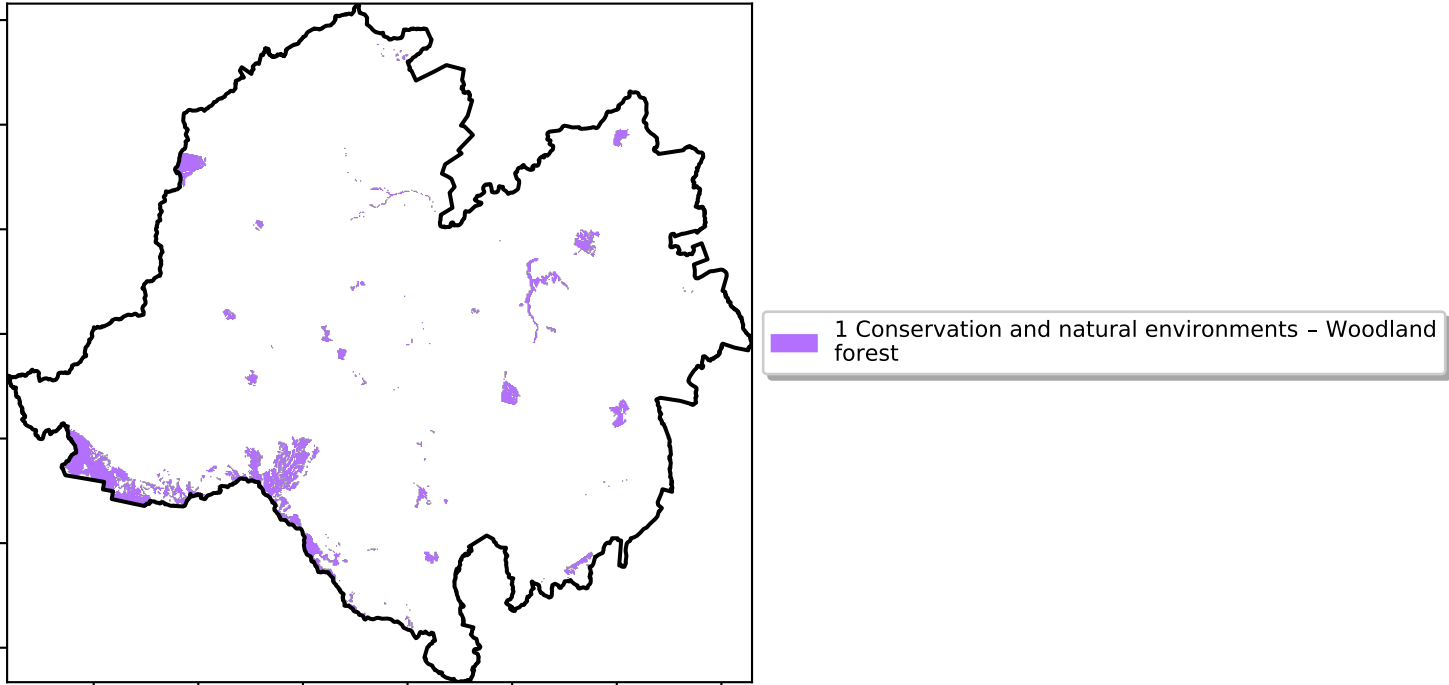 1 Conservation and natural environments – Woodland
forest